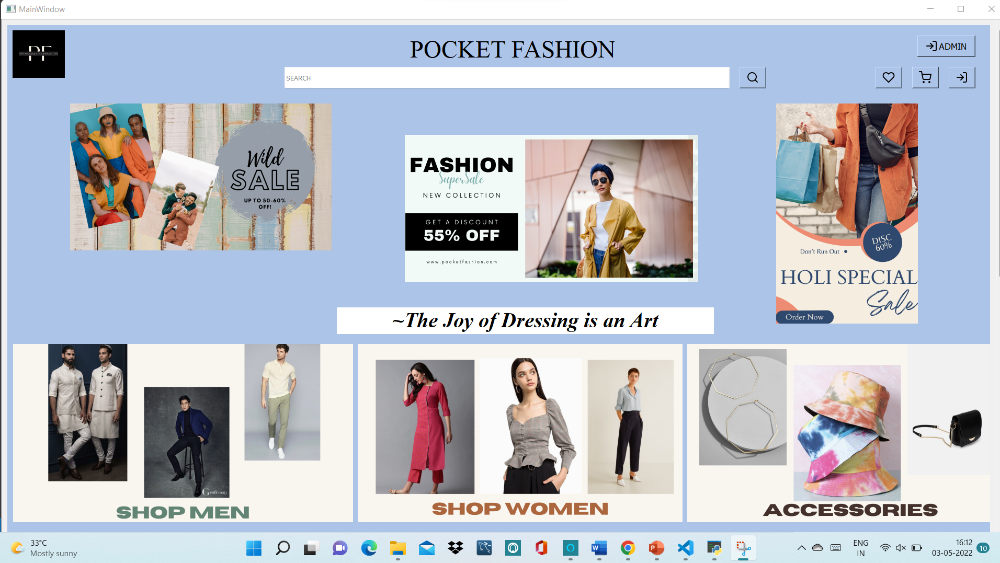 MainWindow
PF
POCKET FASHION
POCKET FASHION
ADMIN
SEARCH
Wild
SALE
UP TO 50-60%
OFF!
FASHION
SuperSale
NEW COLLECTION
GET A DISCOUNT
55% OFF
www.pocketfashion.com
DISC
60%
Don't Run Out
HOLI SPECIAL
Sale
Order Now
~The Joy of Dressing is an Art
Gentleman
SHOP MEN
SHOP WOMEN
ACCESSORIES
33°C
Mostly sunny
ENG
IN
16:12
03-05-2022
10